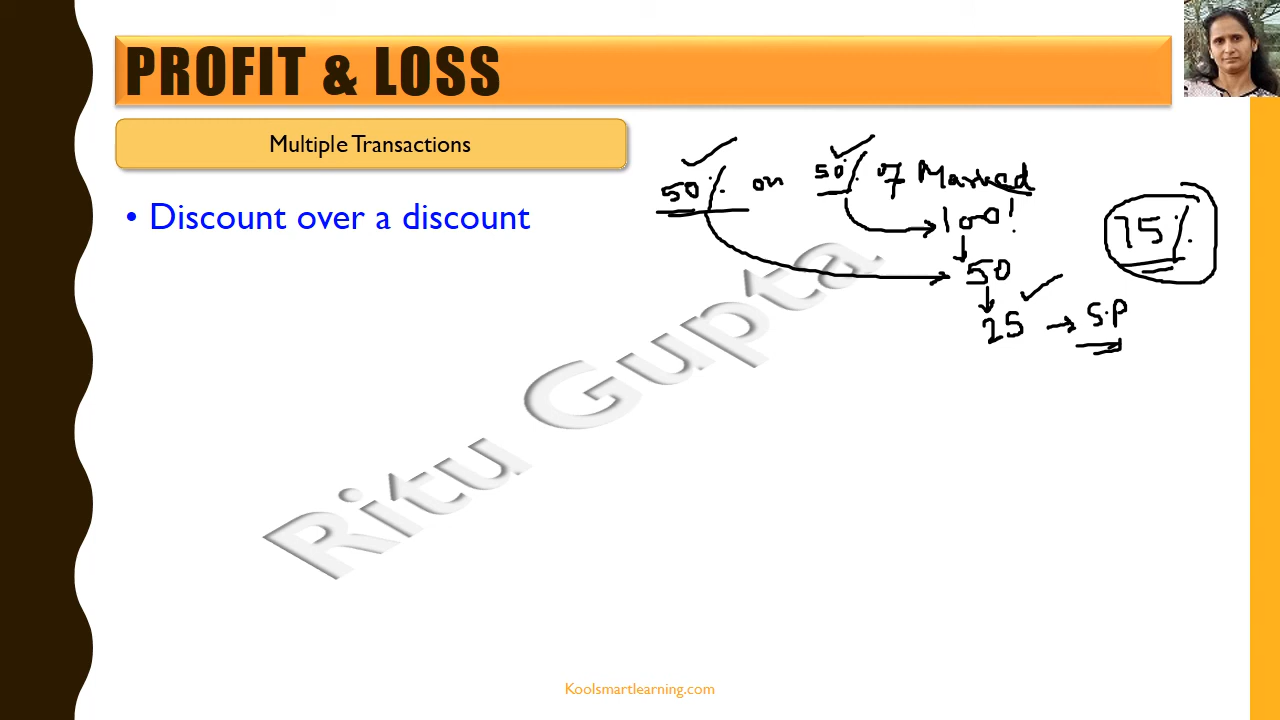 PROFIT & LOSS
Multiple Transactions
• Discount over a discount
50% on 50% of Marked
100!
50
25 → S.P
75%
Ritu Gupta
Koolsmartlearning.com